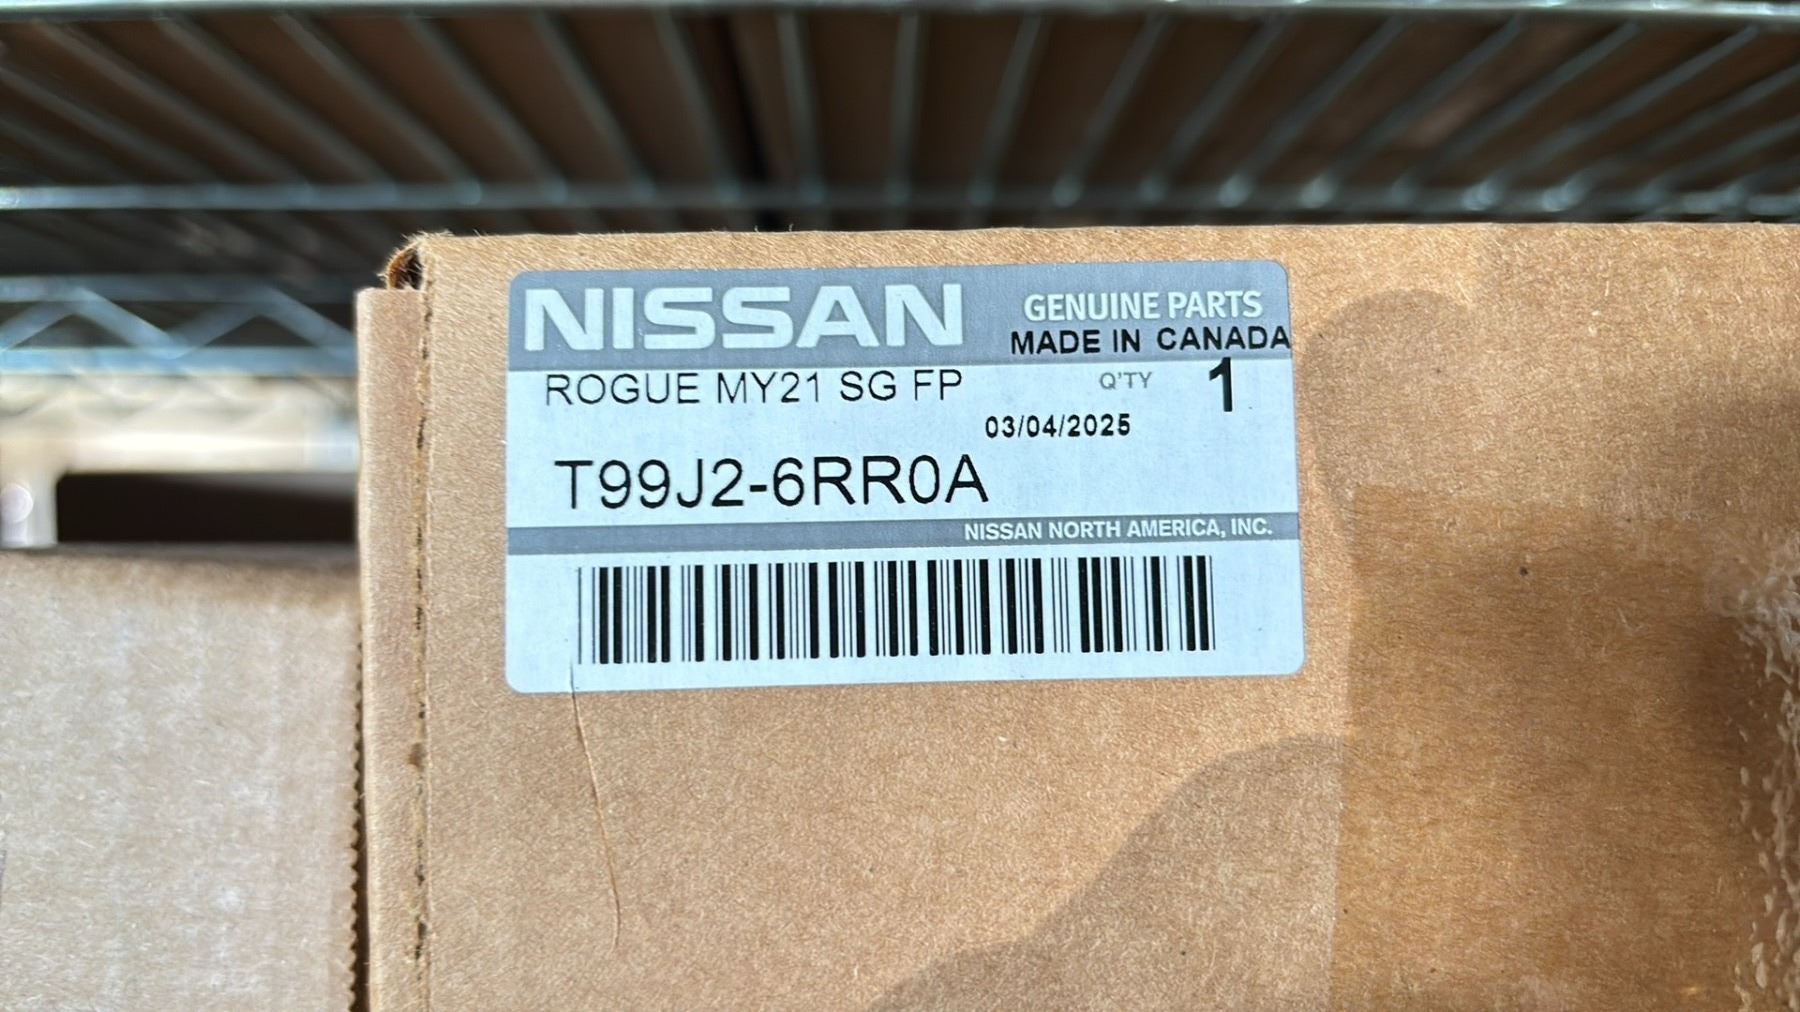 NISSAN GENUINE PARTS
MADE IN CANADA
ROGUE MY21 SG FP Q'TY 1
03/04/2025
T99J2-6RR0A
NISSAN NORTH AMERICA, INC.